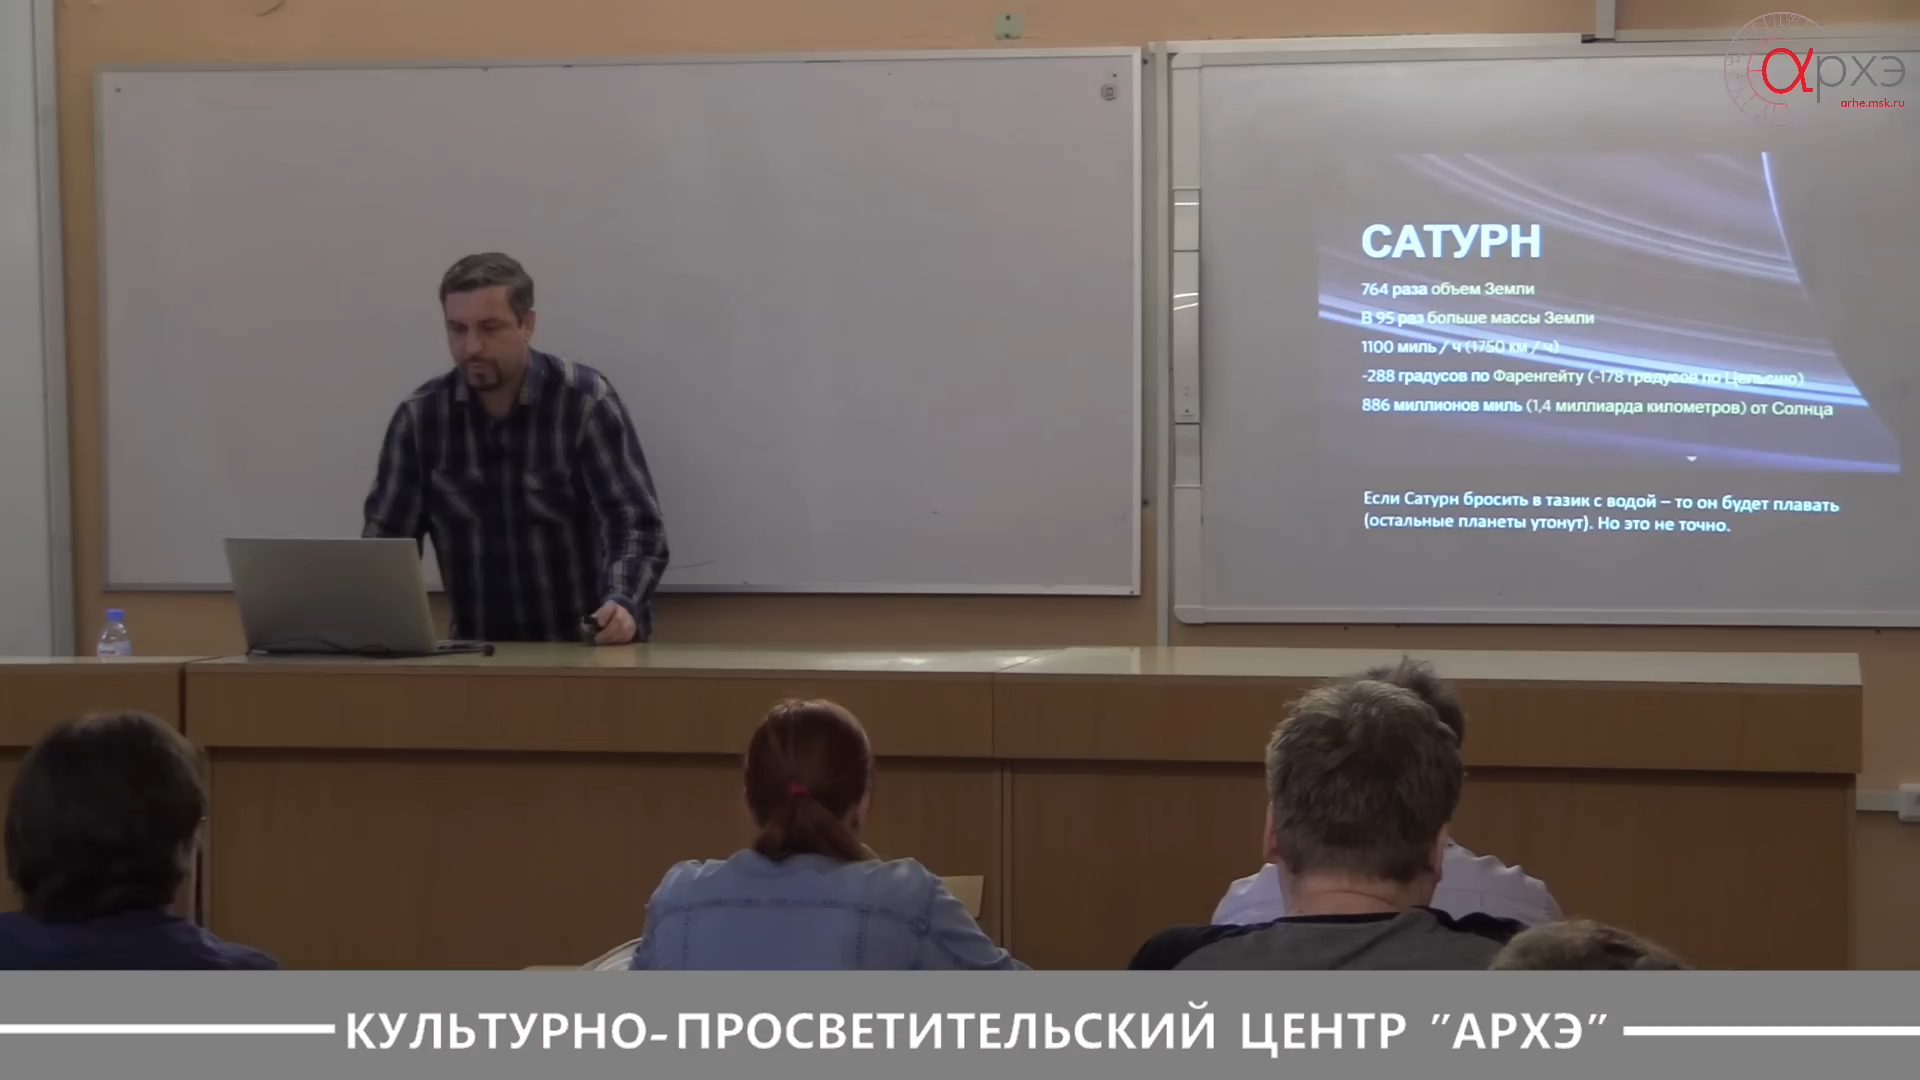 αрхэ
arhe.msk.ru
САТУРН
764 раза объем Земли
В 95 раз больше массы Земли
1100 миль / ч (1750 км / ч)
-288 градусов по Фаренгейту (-178 градусов по Цельсию)
886 миллионов миль (1,4 миллиарда километров) от Солнца
Если Сатурн бросить в тазик с водой – то он будет плавать
(остальные планеты утонут). Но это не точно.
КУЛЬТУРНО-ПРОСВЕТИТЕЛЬСКИЙ ЦЕНТР "АРХЭ"